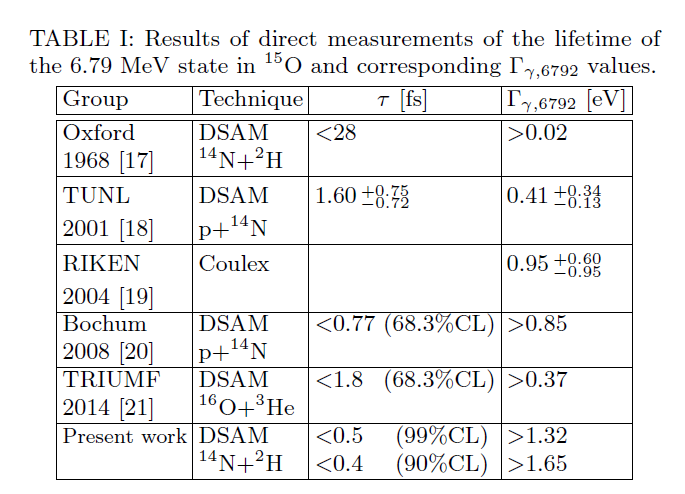 TABLE I: Results of direct measurements of the lifetime of
the 6.79 MeV state in ¹⁵O and corresponding Γγ,6792 values.
Group Technique τ [fs] Γγ,6792 [eV]
Oxford DSAM <28 >0.02
1968 [17] ¹⁴N+²H
TUNL DSAM 1.60 +0.75 −0.72 0.41 +0.34 −0.13
2001 [18] p+¹⁴N
RIKEN Coulex 0.95 +0.60 −0.95
2004 [19]
Bochum DSAM <0.77 (68.3%CL) >0.85
2008 [20] p+¹⁴N
TRIUMF DSAM <1.8 (68.3%CL) >0.37
2014 [21] ¹⁶O+³He
Present work DSAM <0.5 (99%CL) >1.32
¹⁴N+²H <0.4 (90%CL) >1.65